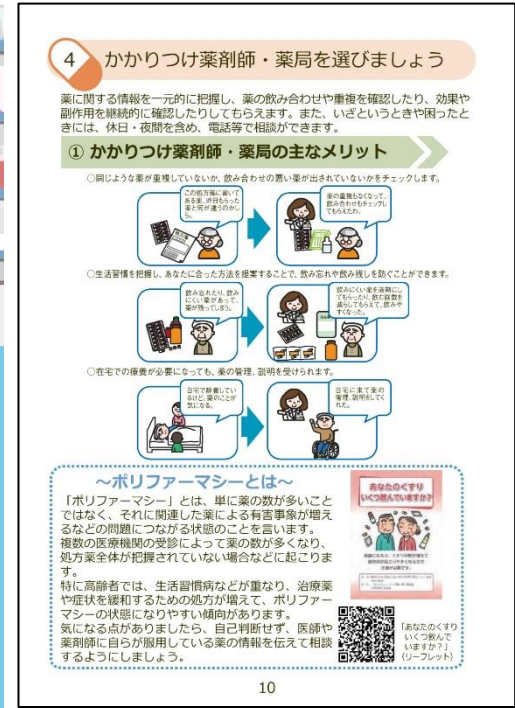 4 かかりつけ薬剤師・薬局を選びましょう
薬に関する情報を一元的に把握し、薬の飲み合わせや重複を確認したり、効果や
副作用を継続的に確認したりしてもらえます。また、いざというときや困ったと
きには、休日・夜間を含め、電話等で相談ができます。
① かかりつけ薬剤師・薬局の主なメリット
○同じような薬が重複していないか、飲み合わせの悪い薬が出されていないかをチェックします。
この処方箋に書いて
ある薬、昨日もらった
薬と何が違うのかし
ら。
薬の重複もなくなって、
飲み合わせもチェックし
てもらえたわ。
○生活習慣を把握し、あなたに合った方法を提案することで、飲み忘れや飲み残しを防ぐことができます。
飲み忘れたり、飲み
にくい薬があって、
薬が残ってしまう。
飲みにくい薬を液剤にし
てもらったり、飲む回数を
減らしてもらえて、飲みや
すくなった。
○在宅での療養が必要になっても、薬の管理、説明を受けられます。
自宅で静養してい
るけど、薬のことが
気になる。
自宅に来て薬の
管理、説明をしてく
れた。
~ポリファーマシーとは~
「ポリファーマシー」とは、単に薬の数が多いこと
ではなく、それに関連した薬による有害事象が増え
るなどの問題につながる状態のことを言います。
複数の医療機関の受診によって薬の数が多くなり、
処方薬全体が把握されていない場合などに起こりま
す。
特に高齢者では、生活習慣病などが重なり、治療薬
や症状を緩和するための処方が増えて、ポリファー
マシーの状態になりやすい傾向があります。
気になる点がありましたら、自己判断せず、医師や
薬剤師に自らが服用している薬の情報を伝えて相談
するようにしましょう。
あなたのくすり
いくつ飲んでいますか？
「あなたのくすり
いくつ飲んで
いますか？」
（リーフレット）
10